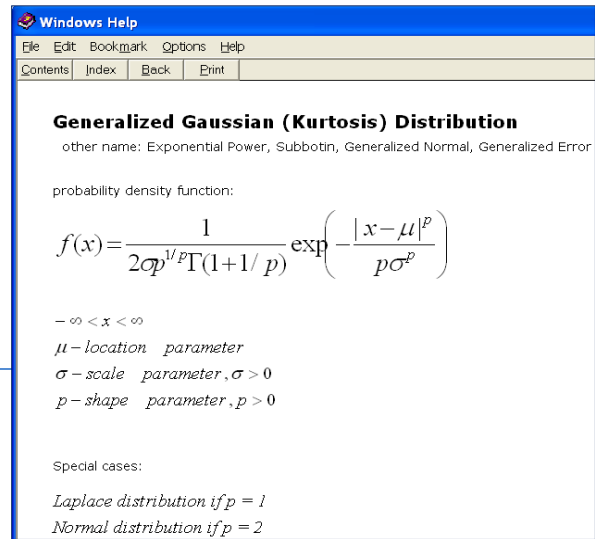 Windows Help
File Edit Bookmark Options Help
Contents Index Back Print
Generalized Gaussian (Kurtosis) Distribution
other name: Exponential Power, Subbotin, Generalized Normal, Generalized Error
probability density function:
f(x)=1/(2σp^{1/p}Γ(1+1/p)) exp(-|x-μ|^p/(pσ^p))
-∞<x<∞
μ-location parameter
σ-scale parameter,σ>0
p-shape parameter,p>0
Special cases:
Laplace distribution if p = 1
Normal distribution if p = 2